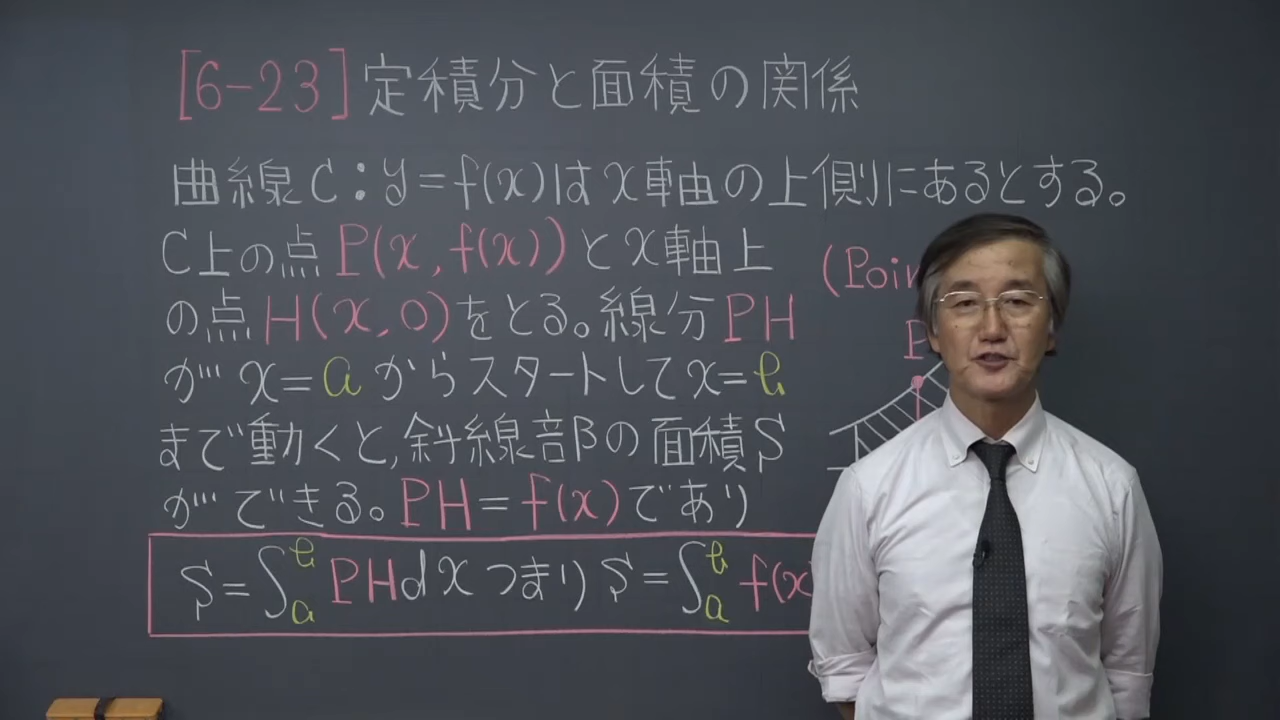 [6-23] 定積分と面積の関係
曲線C:y=f(x)はx軸の上側にあるとする。
C上の点P(x,f(x))とx軸上
の点H(x,0)をとる。線分PH
がx=aからスタートしてx=b
まで動くと,斜線部の面積S
ができる。PH=f(x)であり
S=∫_a^b PHdx つまり S=∫_a^b f(x
(Poin
P